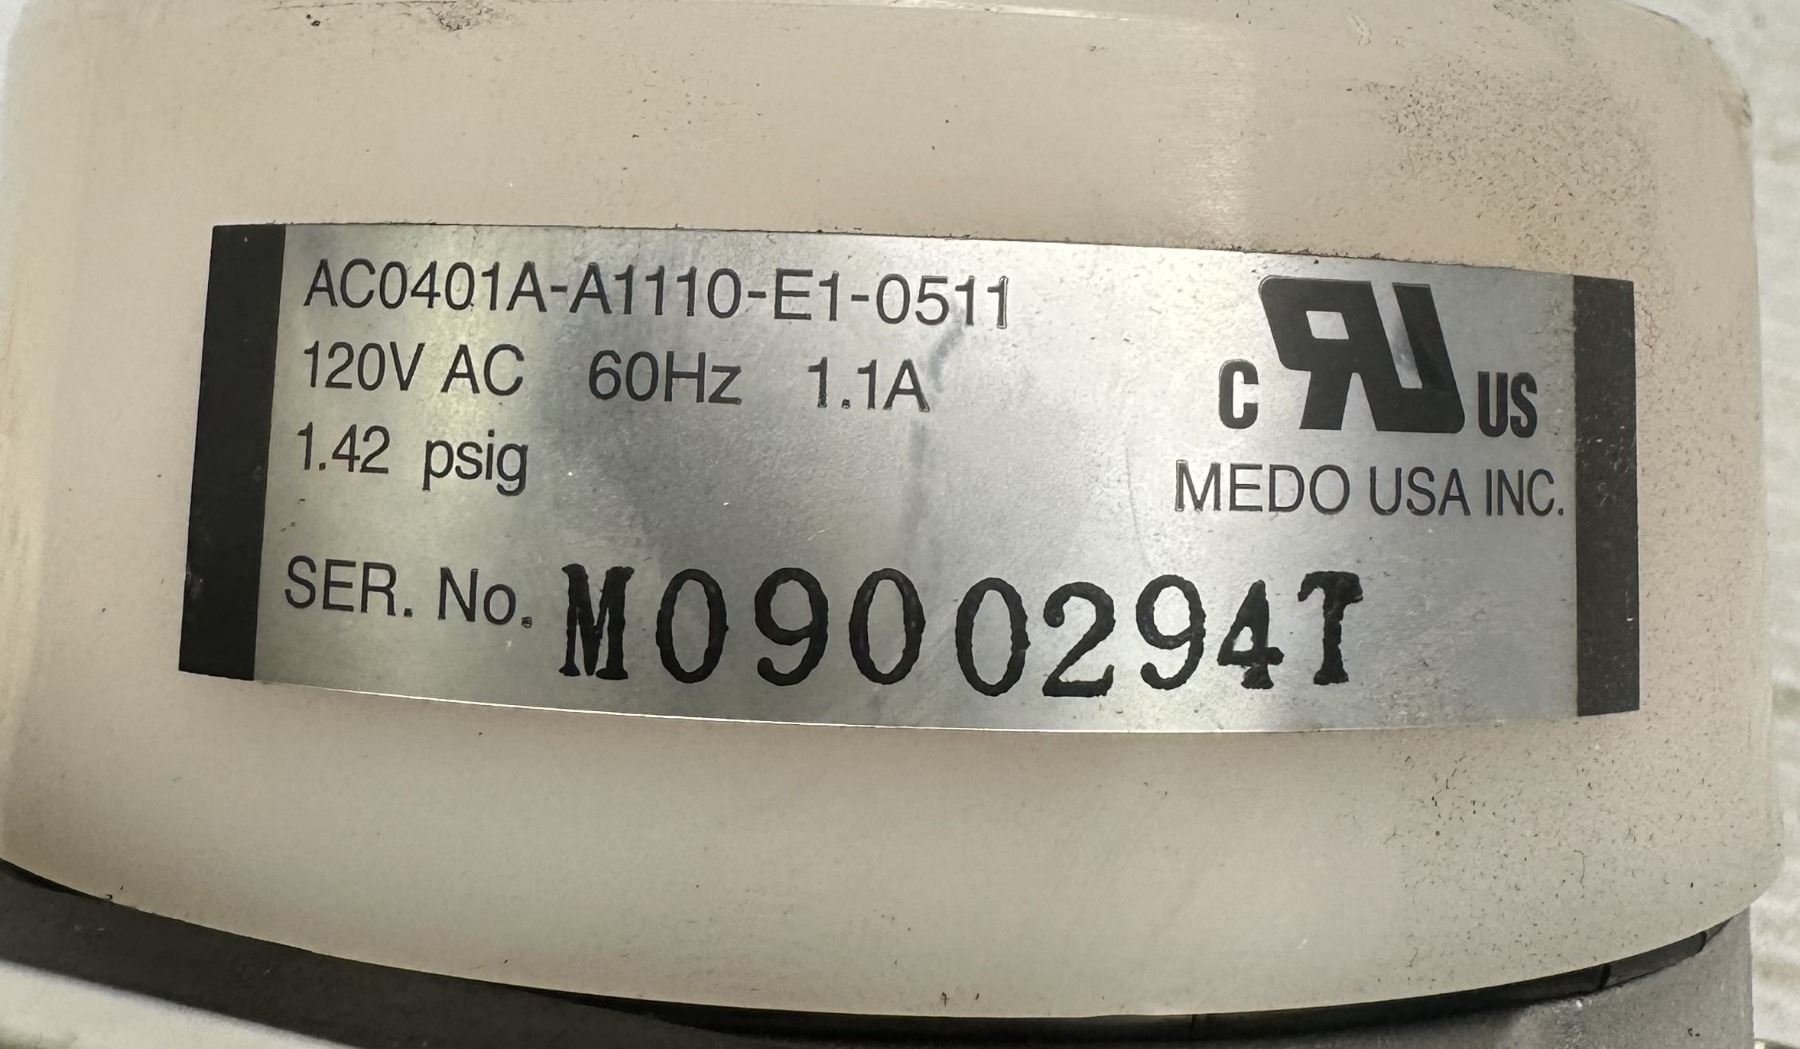 AC0401A-A1110-E1-0511
120V AC 60Hz 1.1A
1.42 psig
c RU US
MEDO USA INC.
SER. No. M0900294T